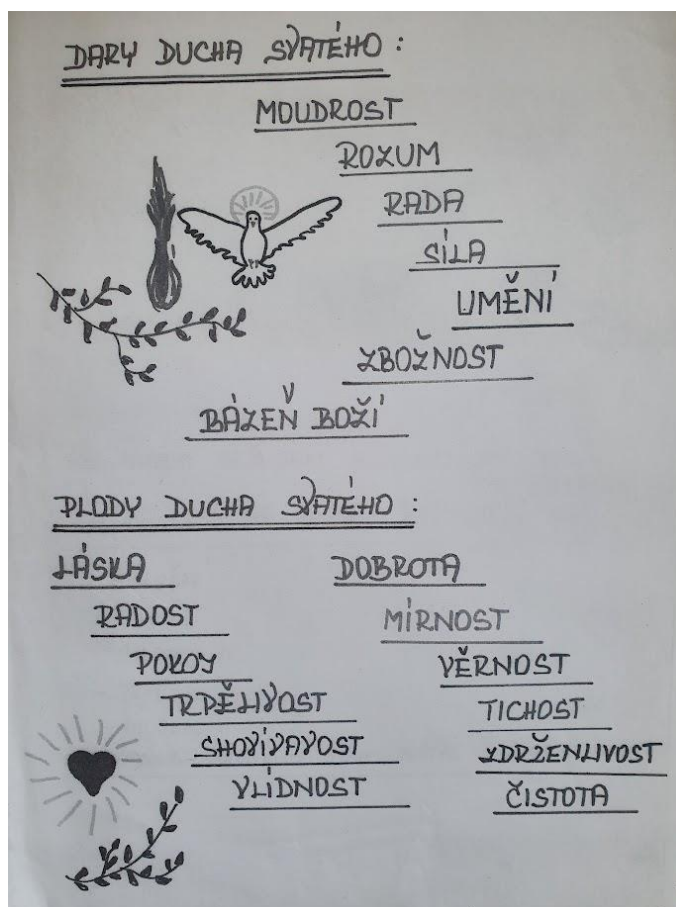 DARY DUCHA SVATÉHO :
MOUDROST
ROZUM
RADA
SÍLA
UMĚNÍ
ZBOŽNOST
BÁZEŇ BOŽÍ
PLODY DUCHA SVATÉHO :
LÁSKA
RADOST
POKOJ
TRPĚLIVOST
SHOVÍVAVOST
VLÍDNOST
DOBROTA
MÍRNOST
VĚRNOST
TICHOST
ZDRŽENLIVOST
ČISTOTA